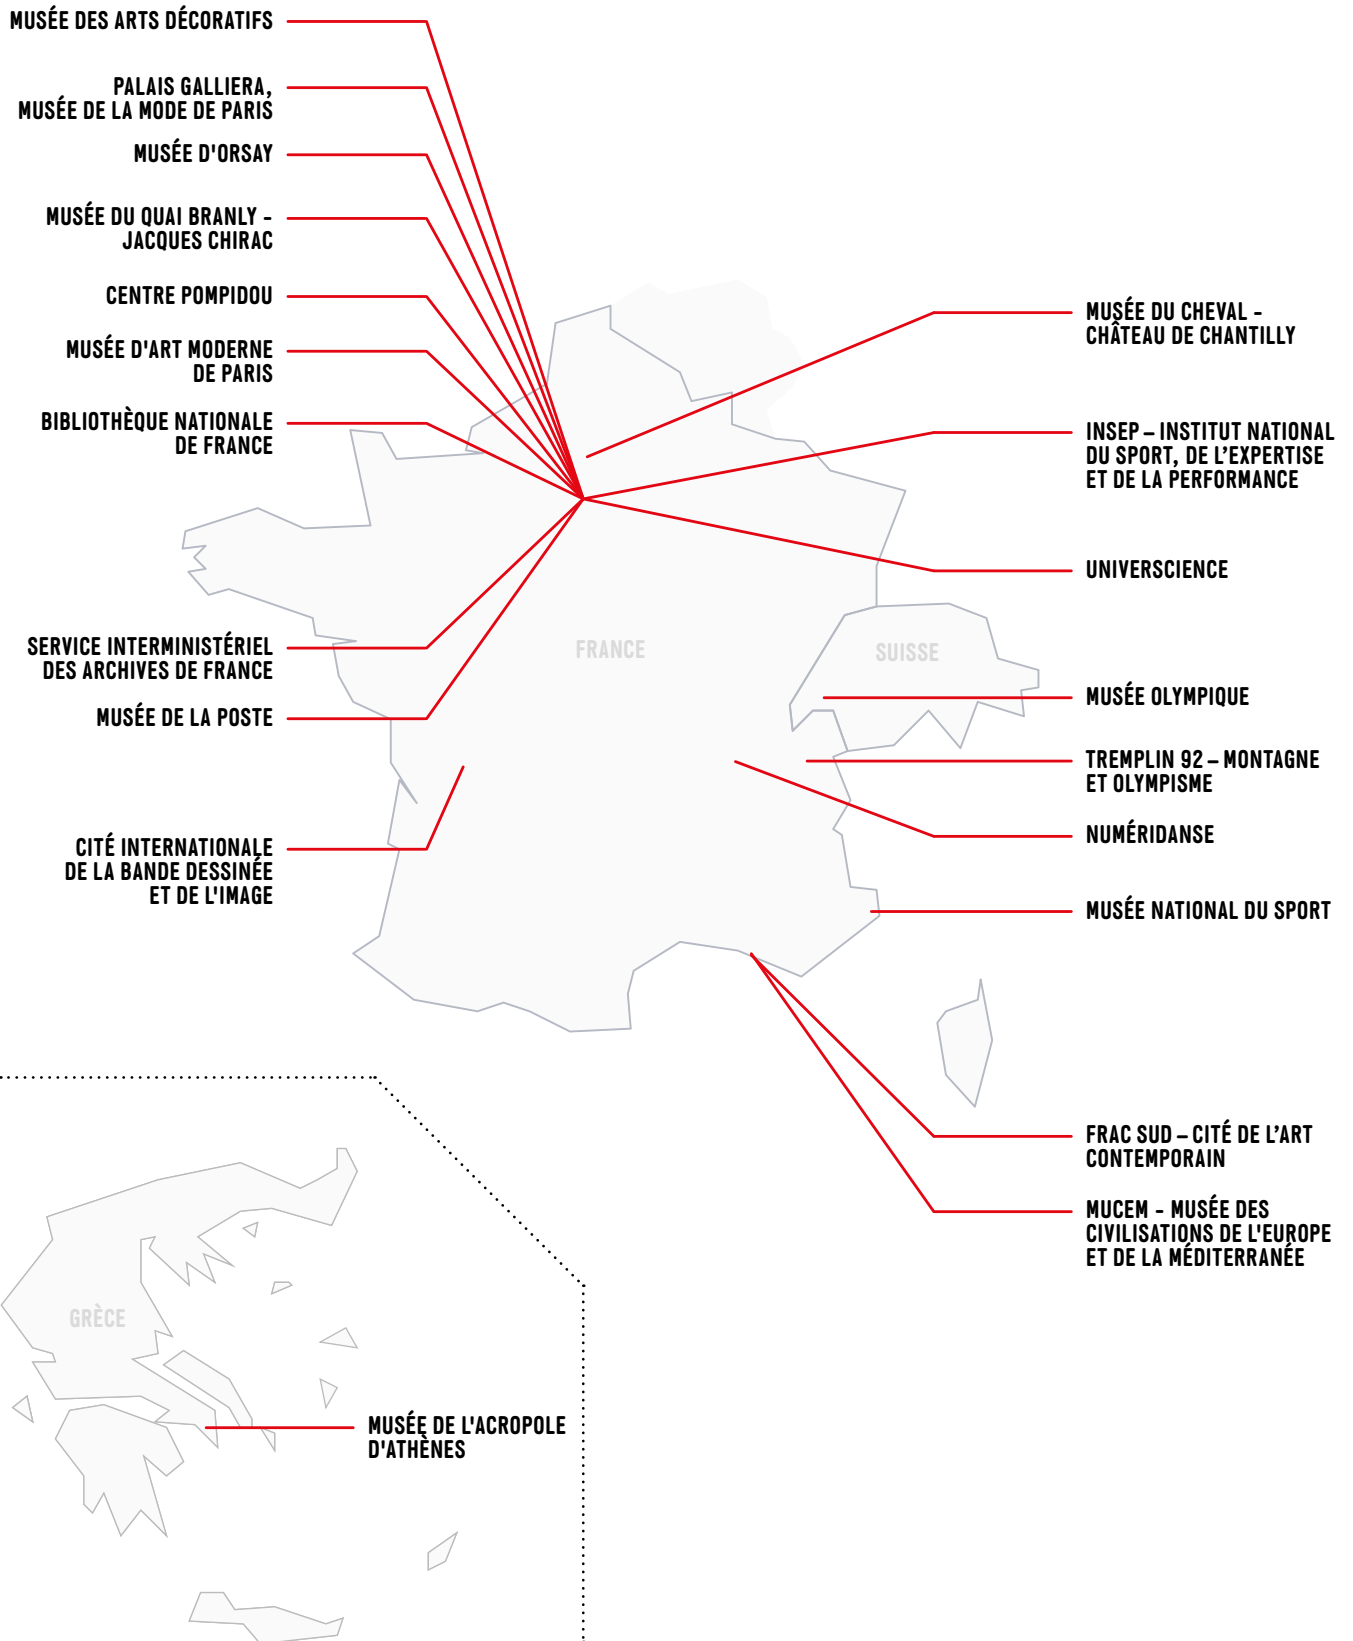 MUSÉE DES ARTS DÉCORATIFS
PALAIS GALLIERA,
MUSÉE DE LA MODE DE PARIS
MUSÉE D'ORSAY
MUSÉE DU QUAI BRANLY -
JACQUES CHIRAC
CENTRE POMPIDOU
MUSÉE D'ART MODERNE
DE PARIS
BIBLIOTHÈQUE NATIONALE
DE FRANCE
SERVICE INTERMINISTÉRIEL
DES ARCHIVES DE FRANCE
MUSÉE DE LA POSTE
CITÉ INTERNATIONALE
DE LA BANDE DESSINÉE
ET DE L'IMAGE
FRANCE
SUISSE
MUSÉE DU CHEVAL -
CHÂTEAU DE CHANTILLY
INSEP – INSTITUT NATIONAL
DU SPORT, DE L’EXPERTISE
ET DE LA PERFORMANCE
UNIVERSCIENCE
MUSÉE OLYMPIQUE
TREMPLIN 92 – MONTAGNE
ET OLYMPISME
NUMÉRIDANSE
MUSÉE NATIONAL DU SPORT
FRAC SUD – CITÉ DE L’ART
CONTEMPORAIN
MUCEM - MUSÉE DES
CIVILISATIONS DE L'EUROPE
ET DE LA MÉDITERRANÉE
GRÈCE
MUSÉE DE L'ACROPOLE
D'ATHÈNES